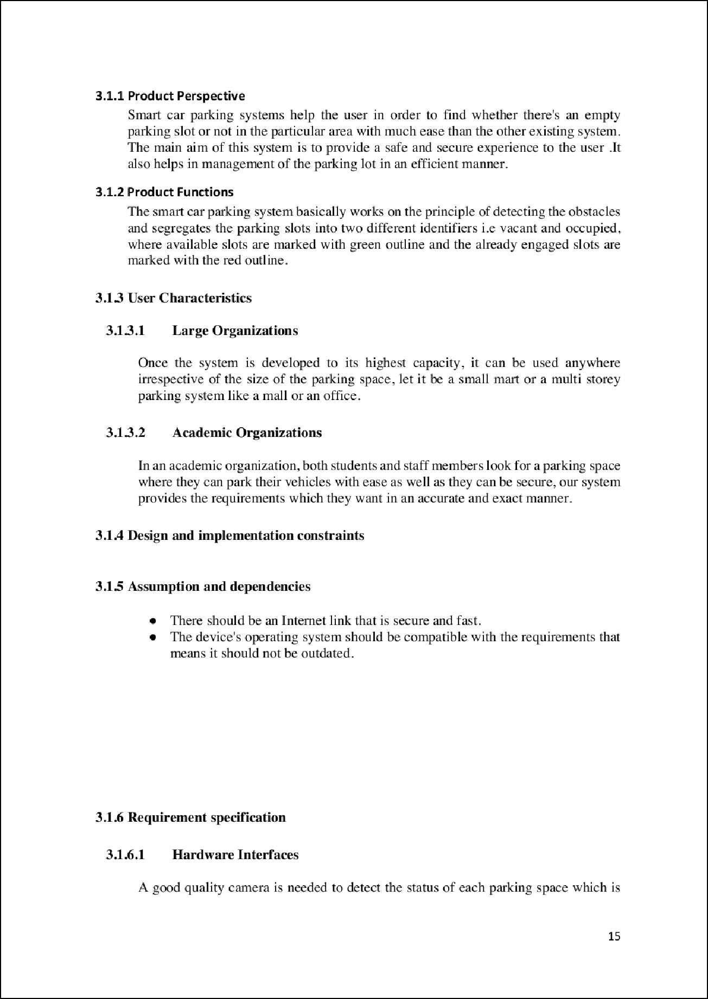 3.1.1 Product Perspective
Smart car parking systems help the user in order to find whether there's an empty
parking slot or not in the particular area with much ease than the other existing system.
The main aim of this system is to provide a safe and secure experience to the user .It
also helps in management of the parking lot in an efficient manner.
3.1.2 Product Functions
The smart car parking system basically works on the principle of detecting the obstacles
and segregates the parking slots into two different identifiers i.e vacant and occupied,
where available slots are marked with green outline and the already engaged slots are
marked with the red outline.
3.1.3 User Characteristics
3.1.3.1 Large Organizations
Once the system is developed to its highest capacity, it can be used anywhere
irrespective of the size of the parking space, let it be a small mart or a multi storey
parking system like a mall or an office.
3.1.3.2 Academic Organizations
In an academic organization, both students and staff members look for a parking space
where they can park their vehicles with ease as well as they can be secure, our system
provides the requirements which they want in an accurate and exact manner.
3.1.4 Design and implementation constraints
3.1.5 Assumption and dependencies
● There should be an Internet link that is secure and fast.
● The device's operating system should be compatible with the requirements that
means it should not be outdated.
3.1.6 Requirement specification
3.1.6.1 Hardware Interfaces
A good quality camera is needed to detect the status of each parking space which is
15